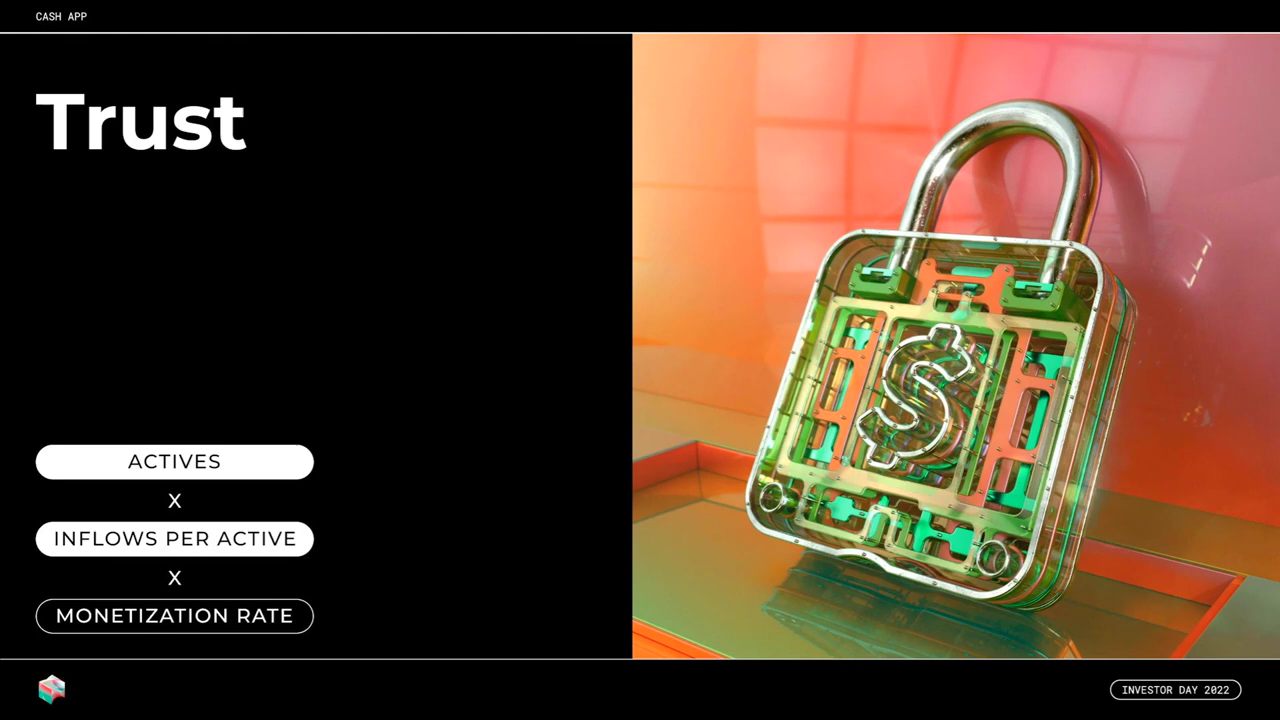 CASH APP
Trust
ACTIVES
X
INFLOWS PER ACTIVE
X
MONETIZATION RATE
$
INVESTOR DAY 2022